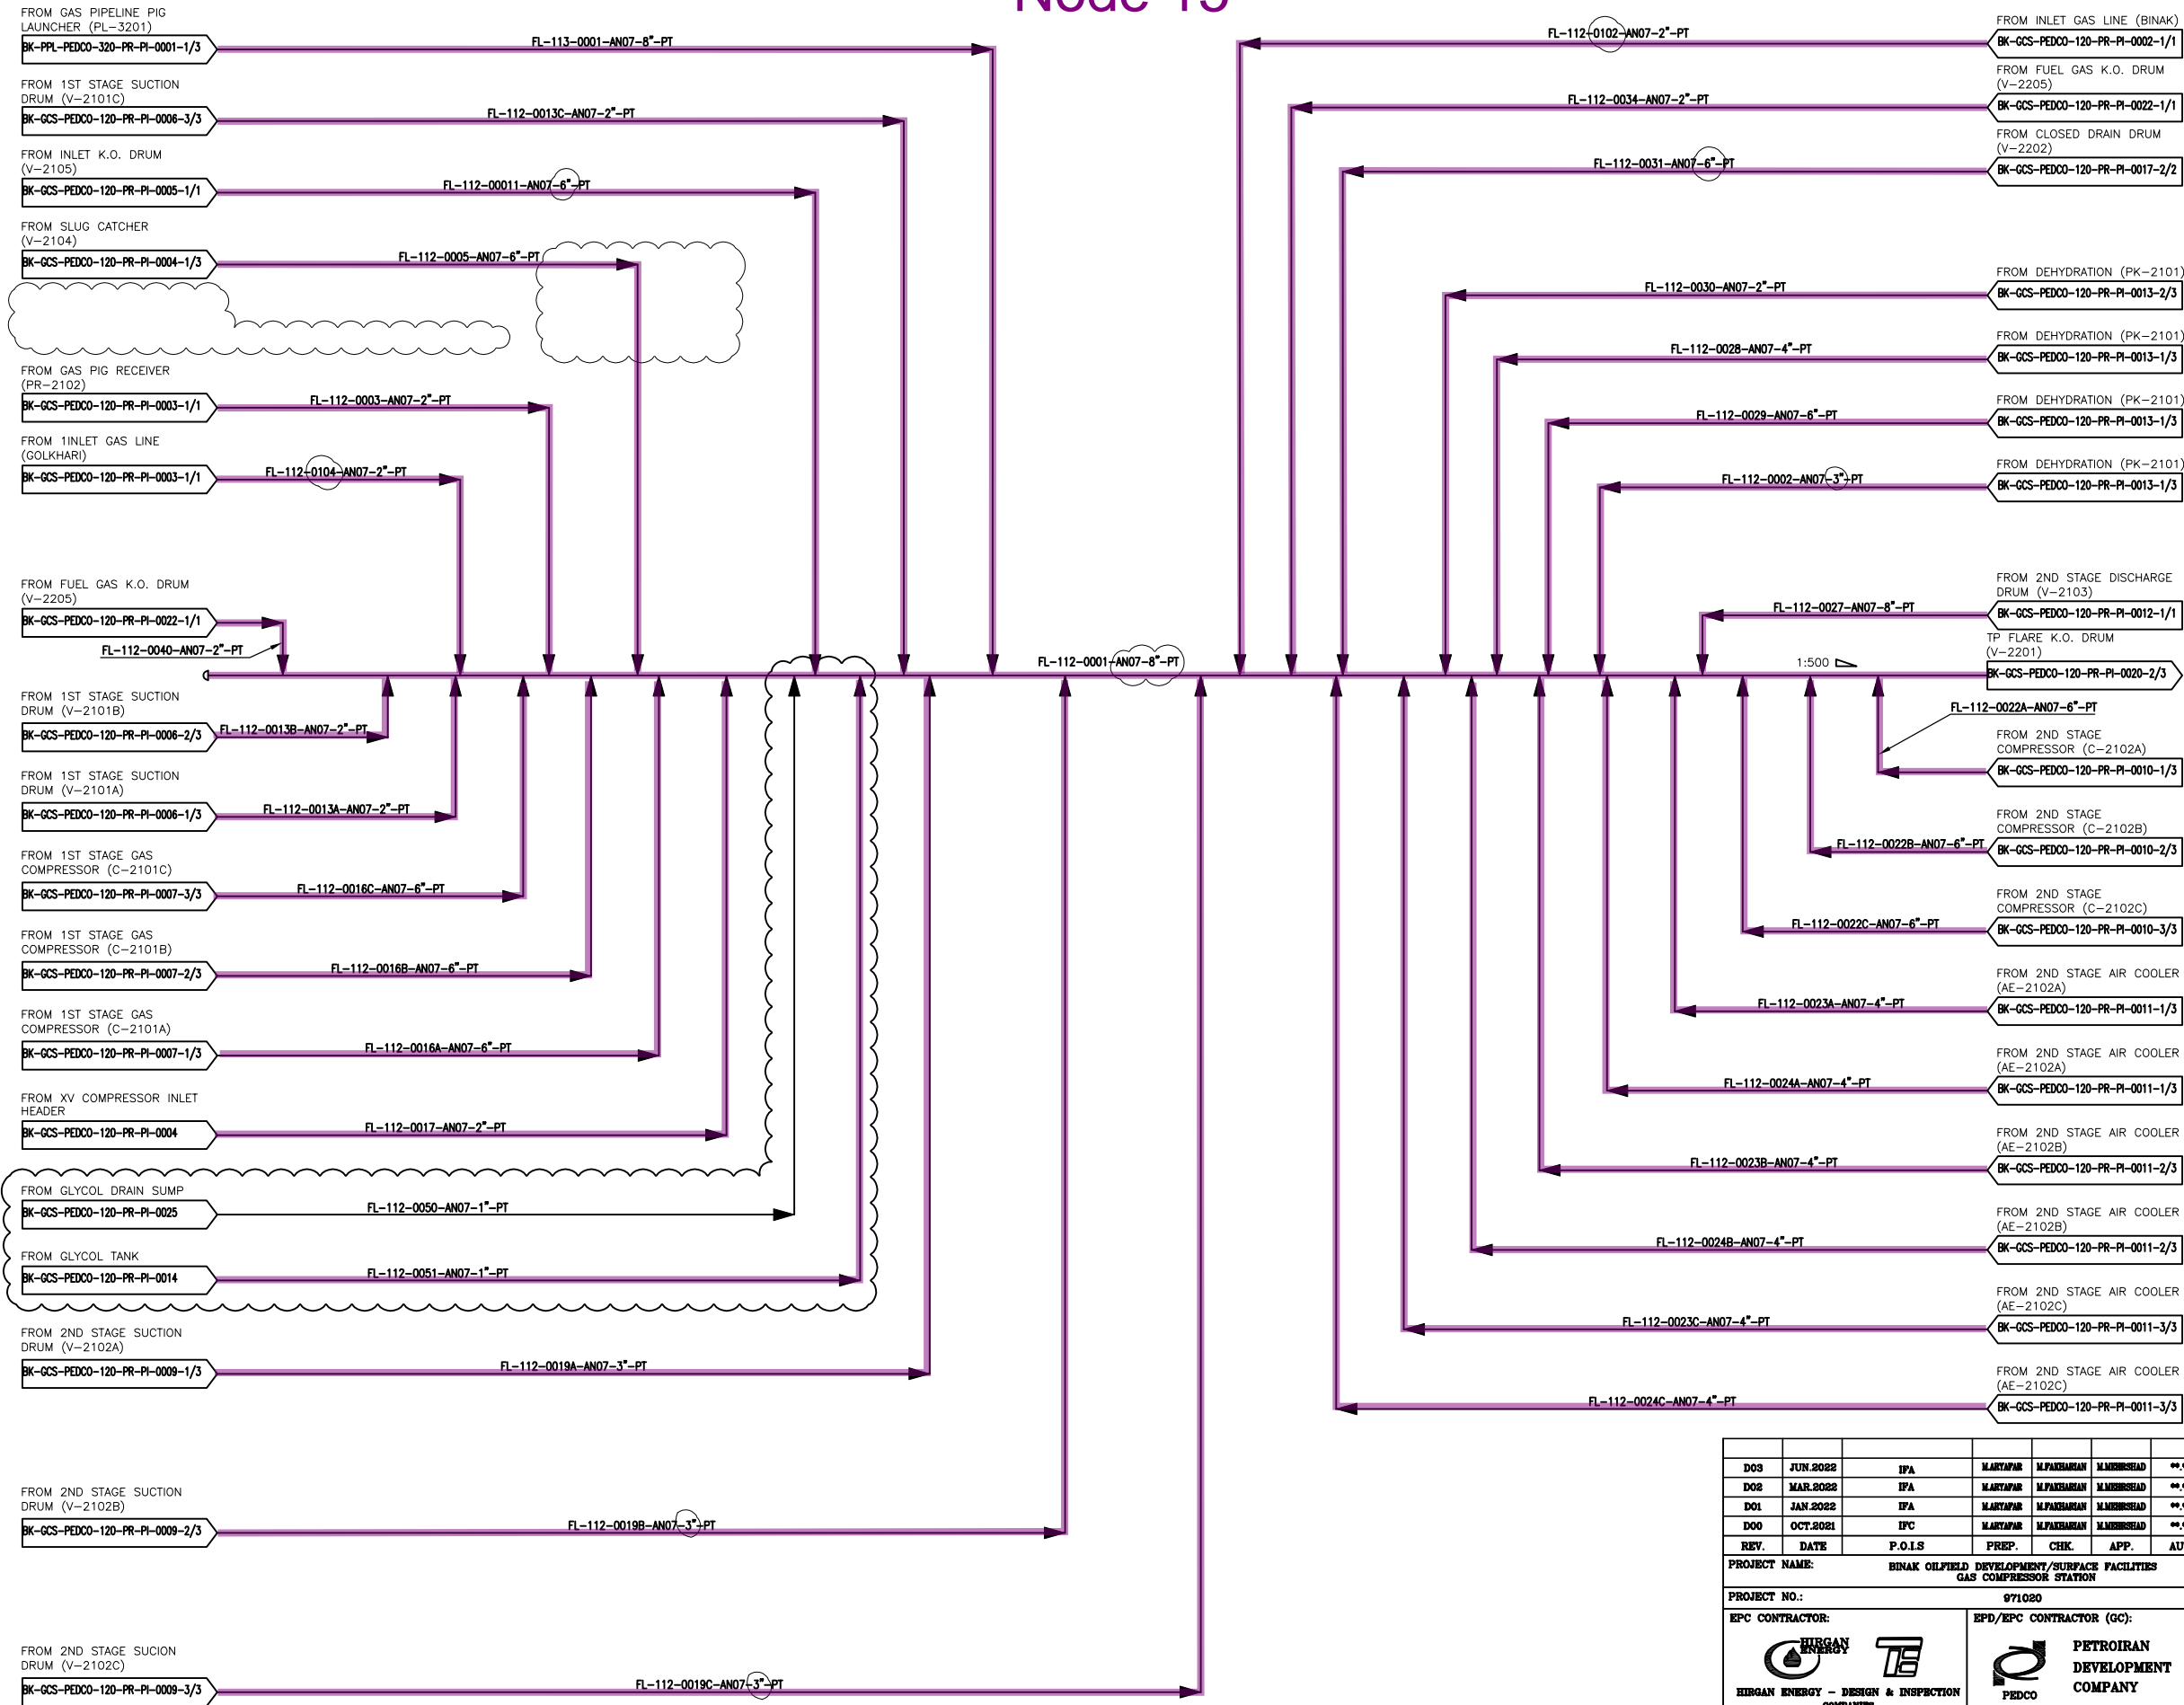 Node 15
FROM GAS PIPELINE PIG
LAUNCHER (PL-3201)
BK-PPL-PEDCO-320-PR-PI-0001-1/3
FL-113-0001-AN07-8"-PT
FROM 1ST STAGE SUCTION
DRUM (V-2101C)
BK-GCS-PEDCO-120-PR-PI-0006-3/3
FL-112-0013C-AN07-2"-PT
FROM INLET K.O. DRUM
(V-2105)
BK-GCS-PEDCO-120-PR-PI-0005-1/1
FL-112-00011-AN07-6"-PT
FROM SLUG CATCHER
(V-2104)
BK-GCS-PEDCO-120-PR-PI-0004-1/3
FL-112-0005-AN07-6"-PT
FROM GAS PIG RECEIVER
(PR-2102)
BK-GCS-PEDCO-120-PR-PI-0003-1/1
FL-112-0003-AN07-2"-PT
FROM 1INLET GAS LINE
(GOLKHARI)
BK-GCS-PEDCO-120-PR-PI-0003-1/1
FL-112-0104-AN07-2"-PT
FROM FUEL GAS K.O. DRUM
(V-2205)
BK-GCS-PEDCO-120-PR-PI-0022-1/1
FL-112-0040-AN07-2"-PT
FROM 1ST STAGE SUCTION
DRUM (V-2101B)
BK-GCS-PEDCO-120-PR-PI-0006-2/3
FL-112-0013B-AN07-2"-PT
FROM 1ST STAGE SUCTION
DRUM (V-2101A)
BK-GCS-PEDCO-120-PR-PI-0006-1/3
FL-112-0013A-AN07-2"-PT
FROM 1ST STAGE GAS
COMPRESSOR (C-2101C)
BK-GCS-PEDCO-120-PR-PI-0007-3/3
FL-112-0016C-AN07-6"-PT
FROM 1ST STAGE GAS
COMPRESSOR (C-2101B)
BK-GCS-PEDCO-120-PR-PI-0007-2/3
FL-112-0016B-AN07-6"-PT
FROM 1ST STAGE GAS
COMPRESSOR (C-2101A)
BK-GCS-PEDCO-120-PR-PI-0007-1/3
FL-112-0016A-AN07-6"-PT
FROM XV COMPRESSOR INLET
HEADER
BK-GCS-PEDCO-120-PR-PI-0004
FL-112-0017-AN07-2"-PT
FROM GLYCOL DRAIN SUMP
BK-GCS-PEDCO-120-PR-PI-0025
FL-112-0050-AN07-1"-PT
FROM GLYCOL TANK
BK-GCS-PEDCO-120-PR-PI-0014
FL-112-0051-AN07-1"-PT
FROM 2ND STAGE SUCTION
DRUM (V-2102A)
BK-GCS-PEDCO-120-PR-PI-0009-1/3
FL-112-0019A-AN07-3"-PT
FROM 2ND STAGE SUCTION
DRUM (V-2102B)
BK-GCS-PEDCO-120-PR-PI-0009-2/3
FL-112-0019B-AN07-3"-PT
FROM 2ND STAGE SUCION
DRUM (V-2102C)
BK-GCS-PEDCO-120-PR-PI-0009-3/3
FL-112-0019C-AN07-3"-PT
FL-112-0001-AN07-8"-PT
FROM INLET GAS LINE (BINAK)
BK-GCS-PEDCO-120-PR-PI-0002-1/1
FL-112-0102-AN07-2"-PT
FROM FUEL GAS K.O. DRUM
(V-2205)
BK-GCS-PEDCO-120-PR-PI-0022-1/1
FL-112-0034-AN07-2"-PT
FROM CLOSED DRAIN DRUM
(V-2202)
BK-GCS-PEDCO-120-PR-PI-0017-2/2
FL-112-0031-AN07-6"-PT
FROM DEHYDRATION (PK-2101)
BK-GCS-PEDCO-120-PR-PI-0013-2/3
FL-112-0030-AN07-2"-PT
FROM DEHYDRATION (PK-2101)
BK-GCS-PEDCO-120-PR-PI-0013-1/3
FL-112-0028-AN07-4"-PT
FROM DEHYDRATION (PK-2101)
BK-GCS-PEDCO-120-PR-PI-0013-1/3
FL-112-0029-AN07-6"-PT
FROM DEHYDRATION (PK-2101)
BK-GCS-PEDCO-120-PR-PI-0013-1/3
FL-112-0002-AN07-3"-PT
FROM 2ND STAGE DISCHARGE
DRUM (V-2103)
BK-GCS-PEDCO-120-PR-PI-0012-1/1
FL-112-0027-AN07-8"-PT
TP FLARE K.O. DRUM
(V-2201)
1:500
BK-GCS-PEDCO-120-PR-PI-0020-2/3
FL-112-0022A-AN07-6"-PT
FROM 2ND STAGE
COMPRESSOR (C-2102A)
BK-GCS-PEDCO-120-PR-PI-0010-1/3
FROM 2ND STAGE
COMPRESSOR (C-2102B)
FL-112-0022B-AN07-6"-PT
BK-GCS-PEDCO-120-PR-PI-0010-2/3
FROM 2ND STAGE
COMPRESSOR (C-2102C)
FL-112-0022C-AN07-6"-PT
BK-GCS-PEDCO-120-PR-PI-0010-3/3
FROM 2ND STAGE AIR COOLER
(AE-2102A)
FL-112-0023A-AN07-4"-PT
BK-GCS-PEDCO-120-PR-PI-0011-1/3
FROM 2ND STAGE AIR COOLER
(AE-2102A)
FL-112-0024A-AN07-4"-PT
BK-GCS-PEDCO-120-PR-PI-0011-1/3
FROM 2ND STAGE AIR COOLER
(AE-2102B)
FL-112-0023B-AN07-4"-PT
BK-GCS-PEDCO-120-PR-PI-0011-2/3
FROM 2ND STAGE AIR COOLER
(AE-2102B)
FL-112-0024B-AN07-4"-PT
BK-GCS-PEDCO-120-PR-PI-0011-2/3
FROM 2ND STAGE AIR COOLER
(AE-2102C)
FL-112-0023C-AN07-4"-PT
BK-GCS-PEDCO-120-PR-PI-0011-3/3
FROM 2ND STAGE AIR COOLER
(AE-2102C)
FL-112-0024C-AN07-4"-PT
BK-GCS-PEDCO-120-PR-PI-0011-3/3
D03 JUN.2022 IFA M.ARYAFAR M.FAKHARIAN M.MEHRSHAD
D02 MAR.2022 IFA M.ARYAFAR M.FAKHARIAN M.MEHRSHAD
D01 JAN.2022 IFA M.ARYAFAR M.FAKHARIAN M.MEHRSHAD
D00 OCT.2021 IFC M.ARYAFAR M.FAKHARIAN M.MEHRSHAD
REV. DATE P.O.I.S PREP. CHK. APP. AU
PROJECT NAME: BINAK OILFIELD DEVELOPMENT/SURFACE FACILITIES
GAS COMPRESSOR STATION
PROJECT NO.: 971020
EPC CONTRACTOR:
HIRGAN
ENERGY
HIRGAN ENERGY - DESIGN & INSPECTION
COMPANIES
EPD/EPC CONTRACTOR (GC):
PEDCO
PETROIRAN
DEVELOPMENT
COMPANY